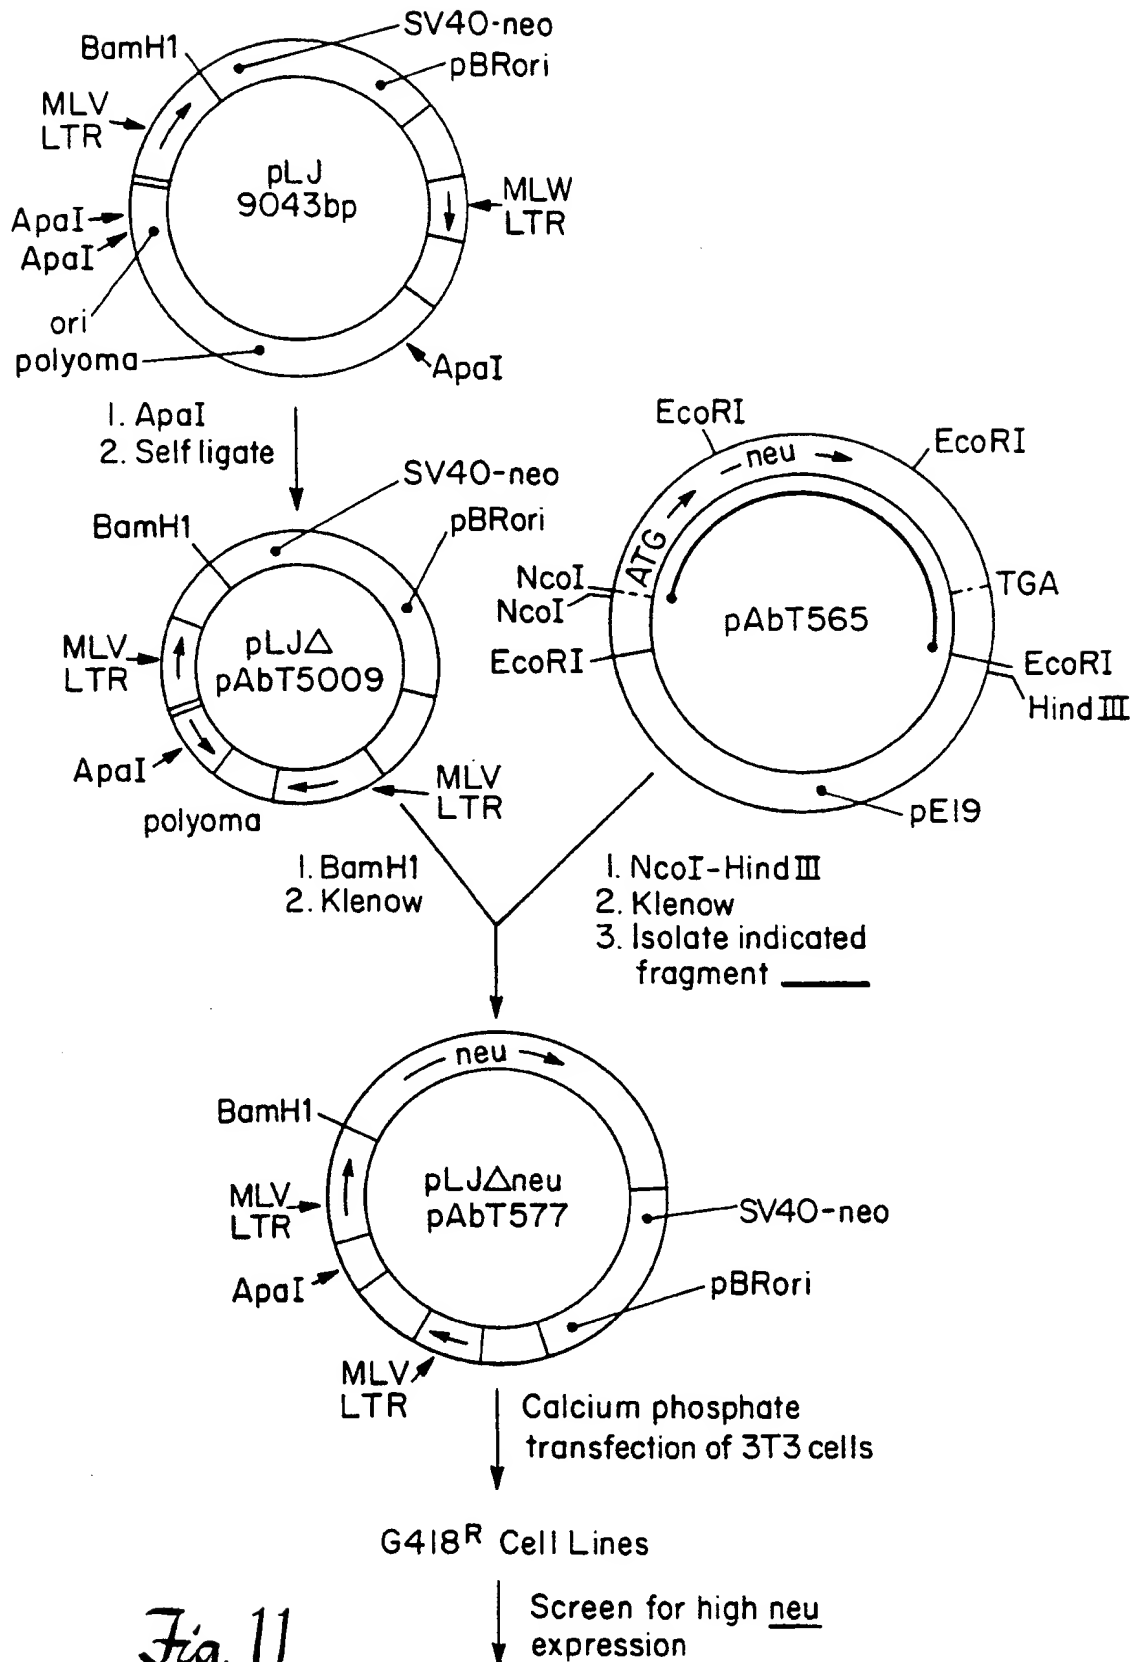 SV40-neo
BamH1
pBRori
MLV
LTR
pLJ
9043bp
MLW
LTR
ApaI
ApaI
ori
polyoma
ApaI
1. ApaI
2. Self ligate
EcoRI
EcoRI
neu
SV40-neo
pBRori
BamH1
ATG
NcoI
NcoI
TGA
pAbT565
MLV
LTR
pLJΔ
pAbT5009
EcoRI
EcoRI
Hind III
ApaI
MLV
LTR
polyoma
pE19
1. BamH1
2. Klenow
1. NcoI-Hind III
2. Klenow
3. Isolate indicated
fragment
neu
BamH1
pLJΔneu
pAbT577
MLV
LTR
SV40-neo
ApaI
pBRori
MLV
LTR
Calcium phosphate
transfection of 3T3 cells
G418R Cell Lines
Screen for high neu
expression
Fig. 11